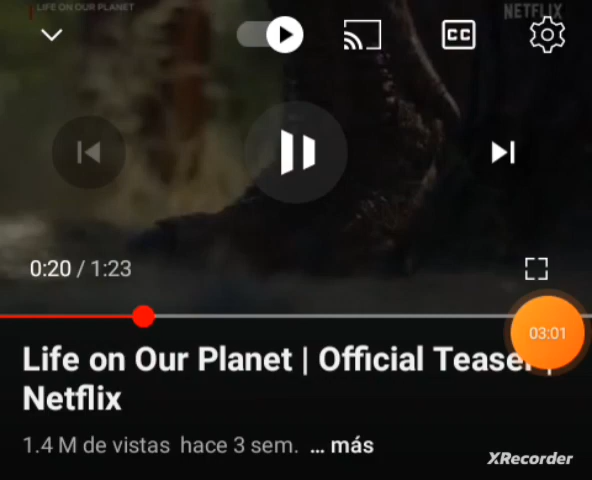 LIFE ON OUR PLANET
NETFLIX
CC
0:20 / 1:23
03:01
Life on Our Planet | Official Teaser |
Netflix
1.4 M de vistas hace 3 sem. ... más
XRecorder